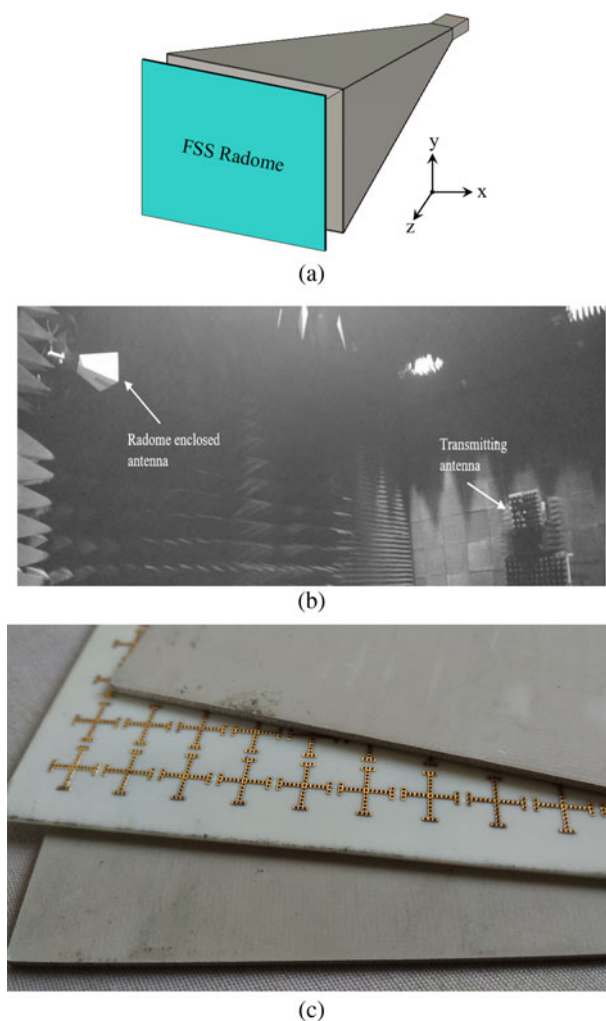 FSS Radome
y
x
z
(a)
Radome enclosed
antenna
Transmitting
antenna
(b)
(c)